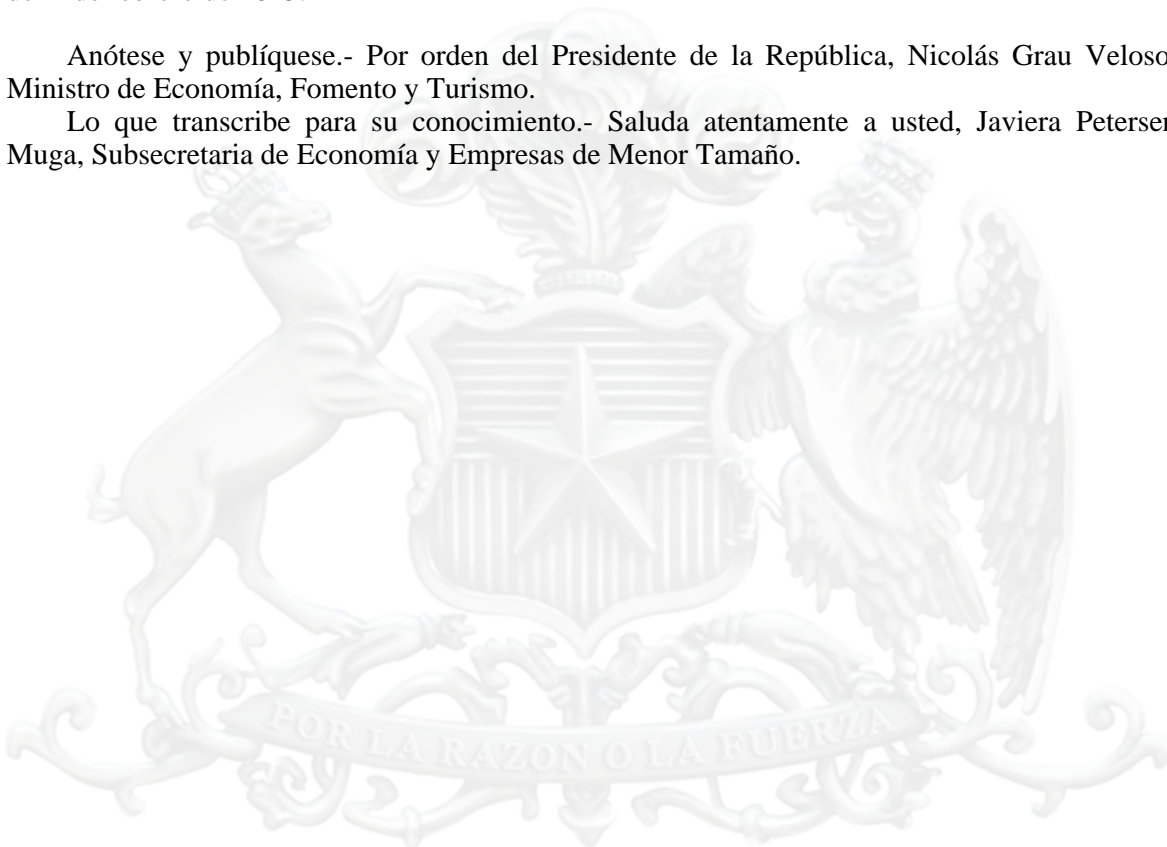 Anótese y publíquese.- Por orden del Presidente de la República, Nicolás Grau Veloso
Ministro de Economía, Fomento y Turismo.
Lo que transcribe para su conocimiento.- Saluda atentamente a usted, Javiera Peterser
Muga, Subsecretaria de Economía y Empresas de Menor Tamaño.
POR LA RAZON O LA FUERZA